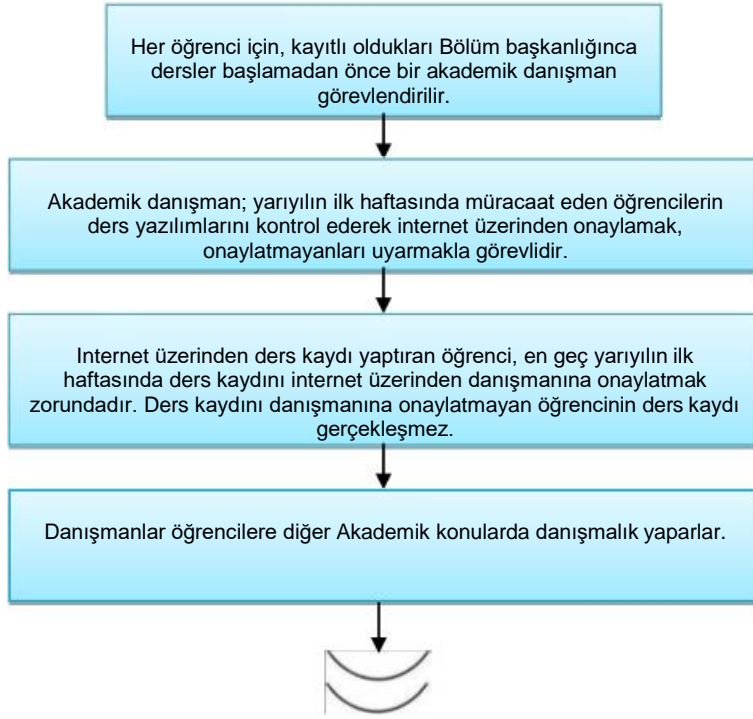 Her öğrenci için, kayıtlı oldukları Bölüm başkanlığınca
dersler başlamadan önce bir akademik danışman
görevlendirilir.
Akademik danışman; yarıyılın ilk haftasında müracaat eden öğrencilerin
ders yazılımlarını kontrol ederek internet üzerinden onaylamak,
onaylatmayanları uyarmakla görevlidir.
Internet üzerinden ders kaydı yaptıran öğrenci, en geç yarıyılın ilk
haftasında ders kaydını internet üzerinden danışmanına onaylatmak
zorundadır. Ders kaydını danışmanına onaylatmayan öğrencinin ders kaydı
gerçekleşmez.
Danışmanlar öğrencilere diğer Akademik konularda danışmalık yaparlar.